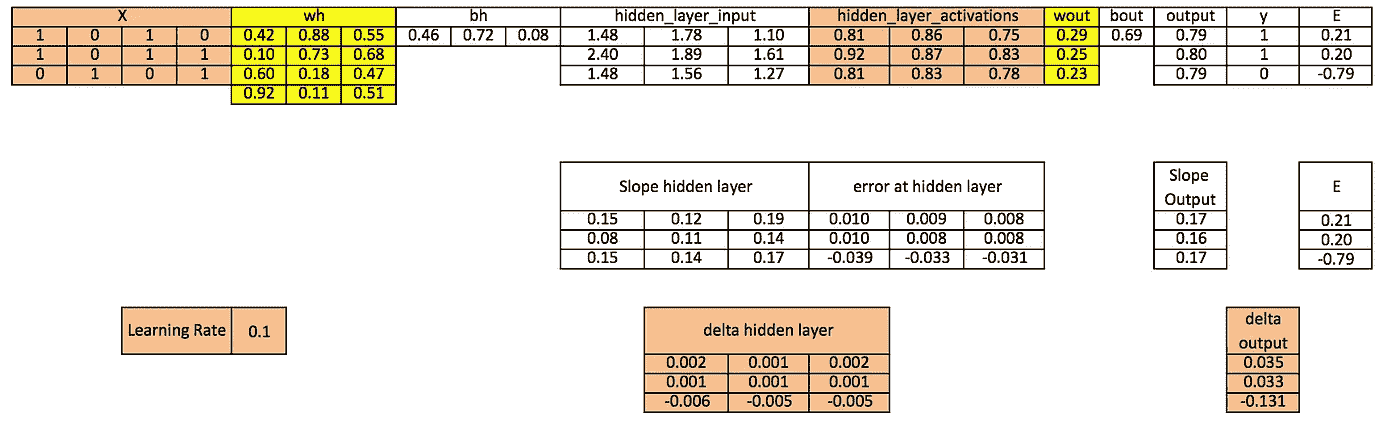 X wh bh hidden_layer_input hidden_layer_activations wout bout output y E
1 0 1 0 0.42 0.88 0.55 0.46 0.72 0.08 1.48 1.78 1.10 0.81 0.86 0.75 0.29 0.69 0.79 1 0.21
1 0 1 1 0.10 0.73 0.68 2.40 1.89 1.61 0.92 0.87 0.83 0.25 0.80 1 0.20
0 1 0 1 0.60 0.18 0.47 1.48 1.56 1.27 0.81 0.83 0.78 0.23 0.79 0 -0.79
0.92 0.11 0.51
Slope hidden layer error at hidden layer Slope Output E
0.15 0.12 0.19 0.010 0.009 0.008 0.17 0.21
0.08 0.11 0.14 0.010 0.008 0.008 0.16 0.20
0.15 0.14 0.17 -0.039 -0.033 -0.031 0.17 -0.79
Learning Rate 0.1 delta hidden layer delta output
0.002 0.001 0.002 0.035
0.001 0.001 0.001 0.033
-0.006 -0.005 -0.005 -0.131